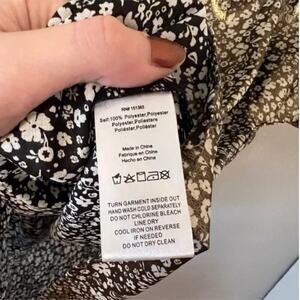 RN# 151363
Self:100% Polyester,Polyester
Polyester,Poliestere
Poliéster,Poliéster
Made in China
Fabriqué en Chine
Hecho en China
TURN GARMENT INSIDE OUT
HAND WASH COLD SEPARATELY
DO NOT CHLORINE BLEACH
LINE DRY
COOL IRON ON REVERSE
IF NEEDED
DO NOT DRY CLEAN